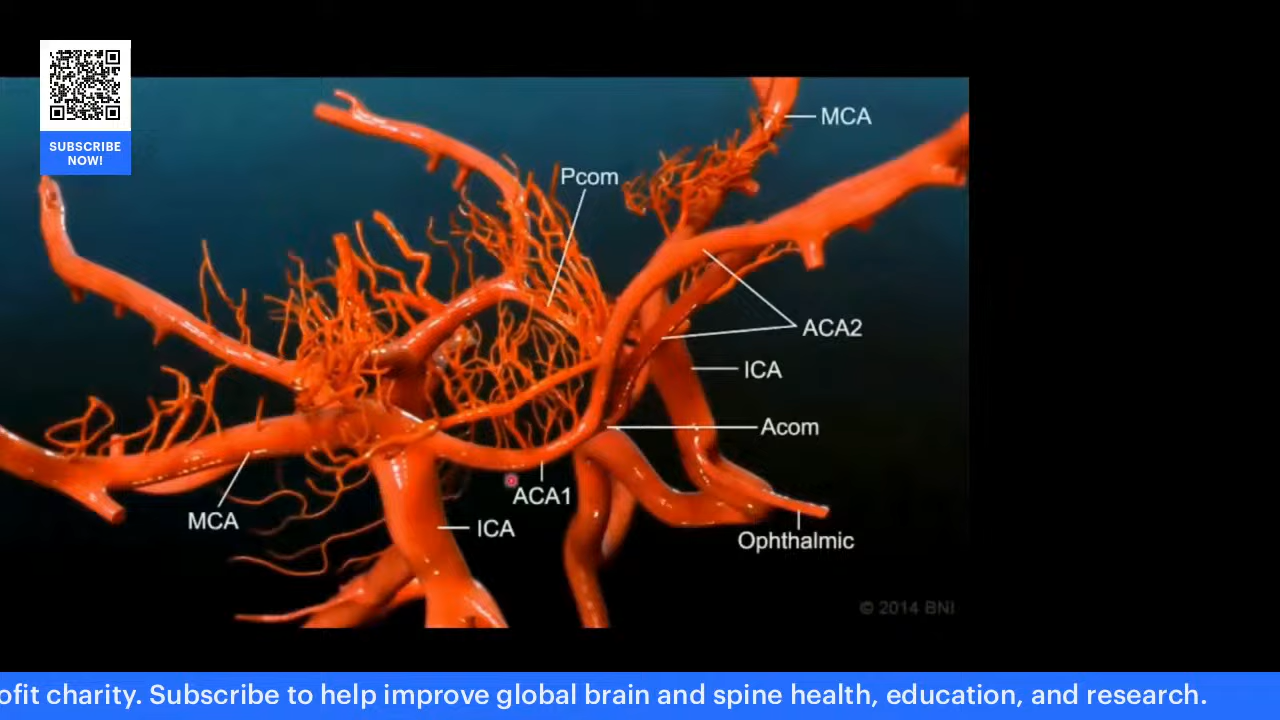 SUBSCRIBE
NOW!
MCA
Pcom
ACA2
ICA
Acom
ACA1
MCA
ICA
Ophthalmic
© 2014 BNI
ofit charity. Subscribe to help improve global brain and spine health, education, and research.